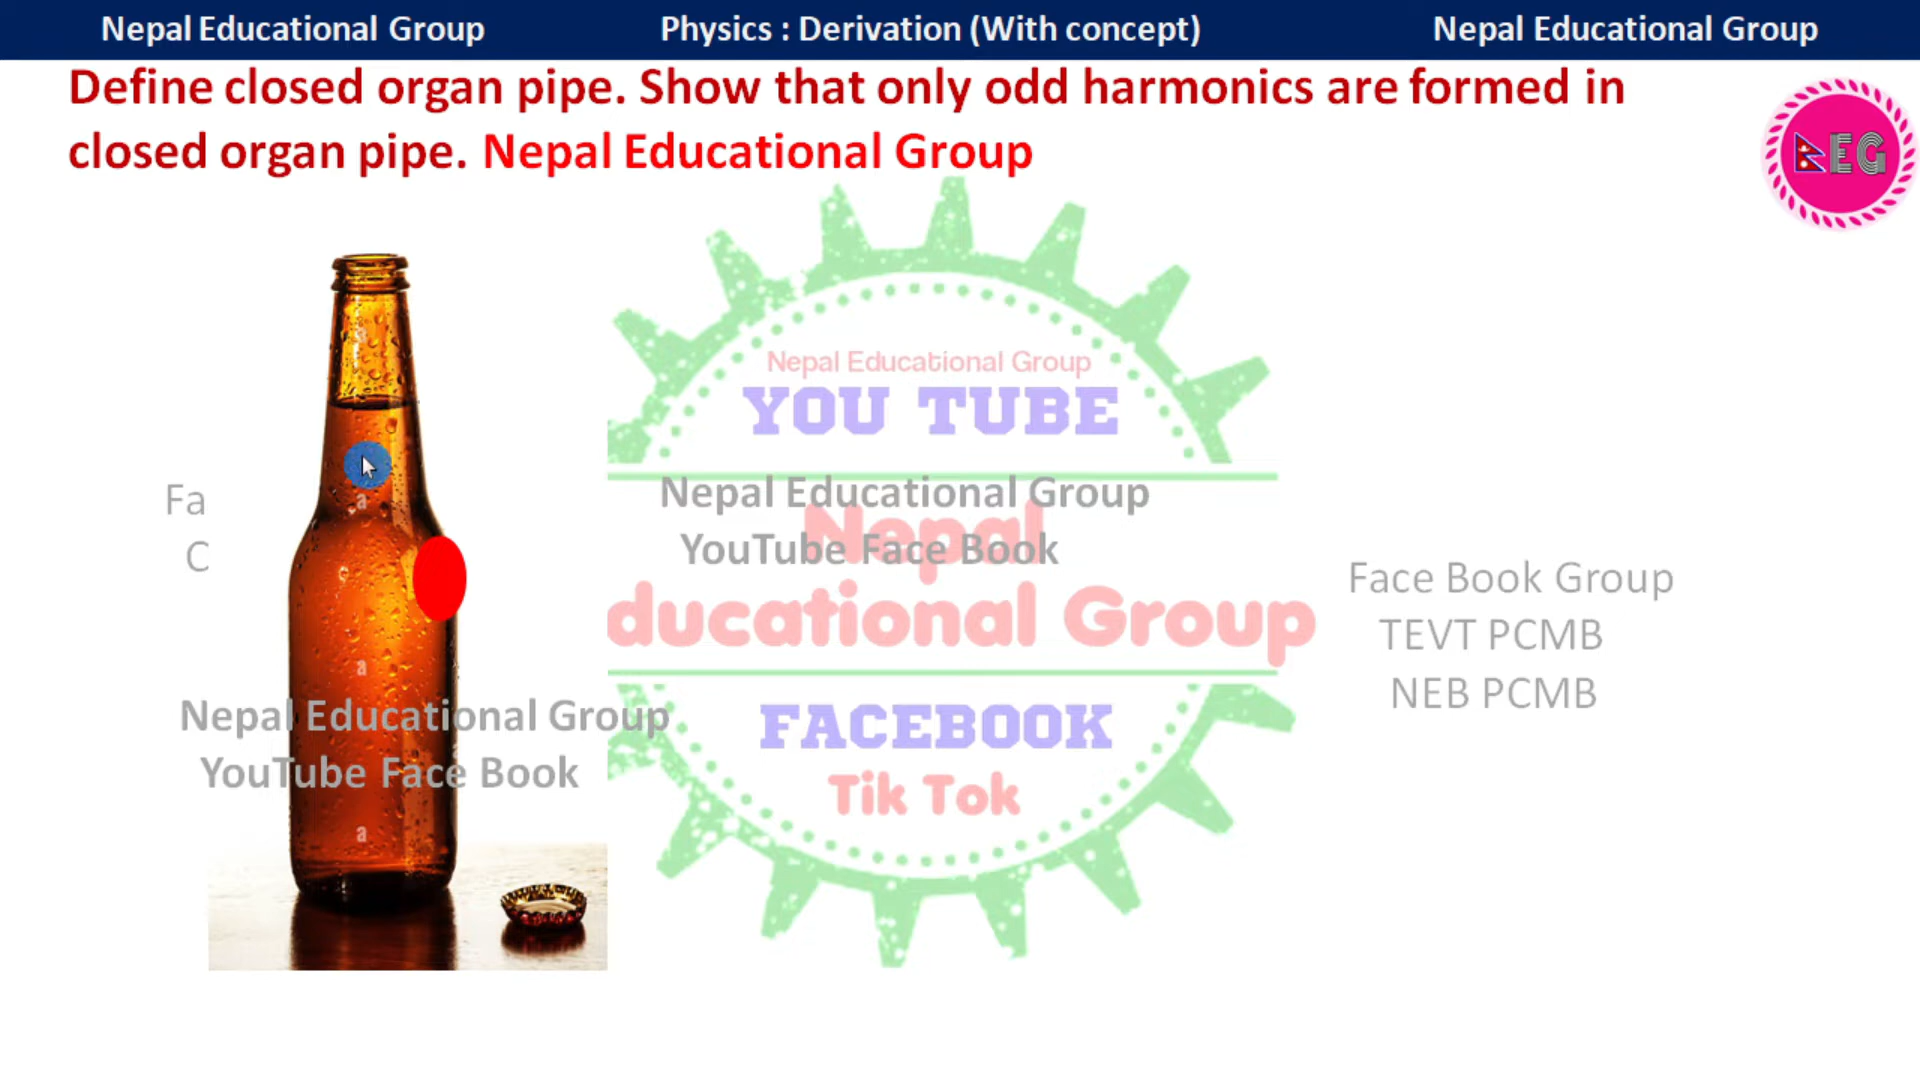 Nepal Educational Group
Physics : Derivation (With concept)
Nepal Educational Group
Define closed organ pipe. Show that only odd harmonics are formed in
closed organ pipe. Nepal Educational Group
EG
Nepal Educational Group
YOU TUBE
Nepal Educational Group
YouTube Face Book
Nepal
ducational Group
FACEBOOK
Tik Tok
Fa
C
a
a
a
a
Nepal Educational Group
YouTube Face Book
Face Book Group
TEVT PCMB
NEB PCMB